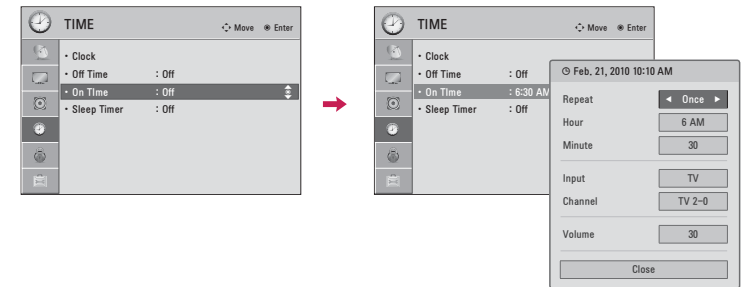 TIME
Move Enter
• Clock
• Off Time : Off
• On TIme : Off
• Sleep Timer : Off
TIME
Move Enter
• Clock
• Off Time : Off
• On TIme : 6:30 AM
• Sleep Timer : Off
Feb, 21, 2010 10:10 AM
Repeat ◄ Once ►
Hour 6 AM
Minute 30
Input TV
Channel TV 2-0
Volume 30
Close